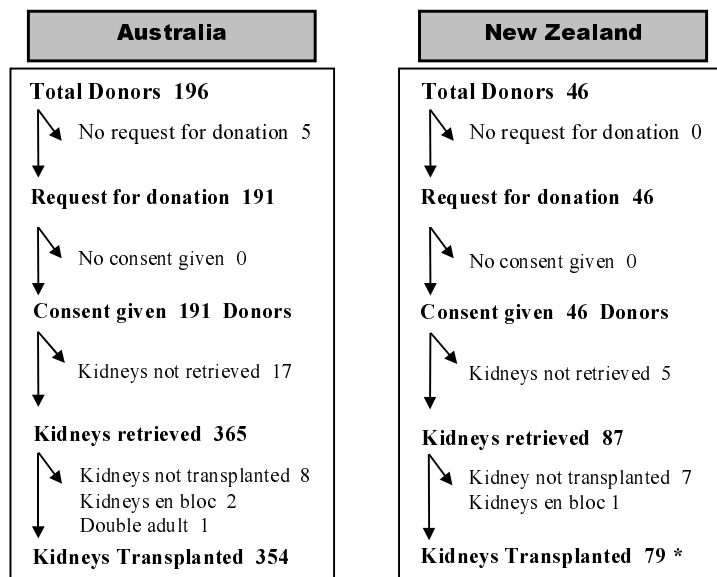 Australia
Total Donors 196
No request for donation 5
Request for donation 191
No consent given 0
Consent given 191 Donors
Kidneys not retrieved 17
Kidneys retrieved 365
Kidneys not transplanted 8
Kidneys en bloc 2
Double adult 1
Kidneys Transplanted 354
New Zealand
Total Donors 46
No request for donation 0
Request for donation 46
No consent given 0
Consent given 46 Donors
Kidneys not retrieved 5
Kidneys retrieved 87
Kidney not transplanted 7
Kidneys en bloc 1
Kidneys Transplanted 79 *